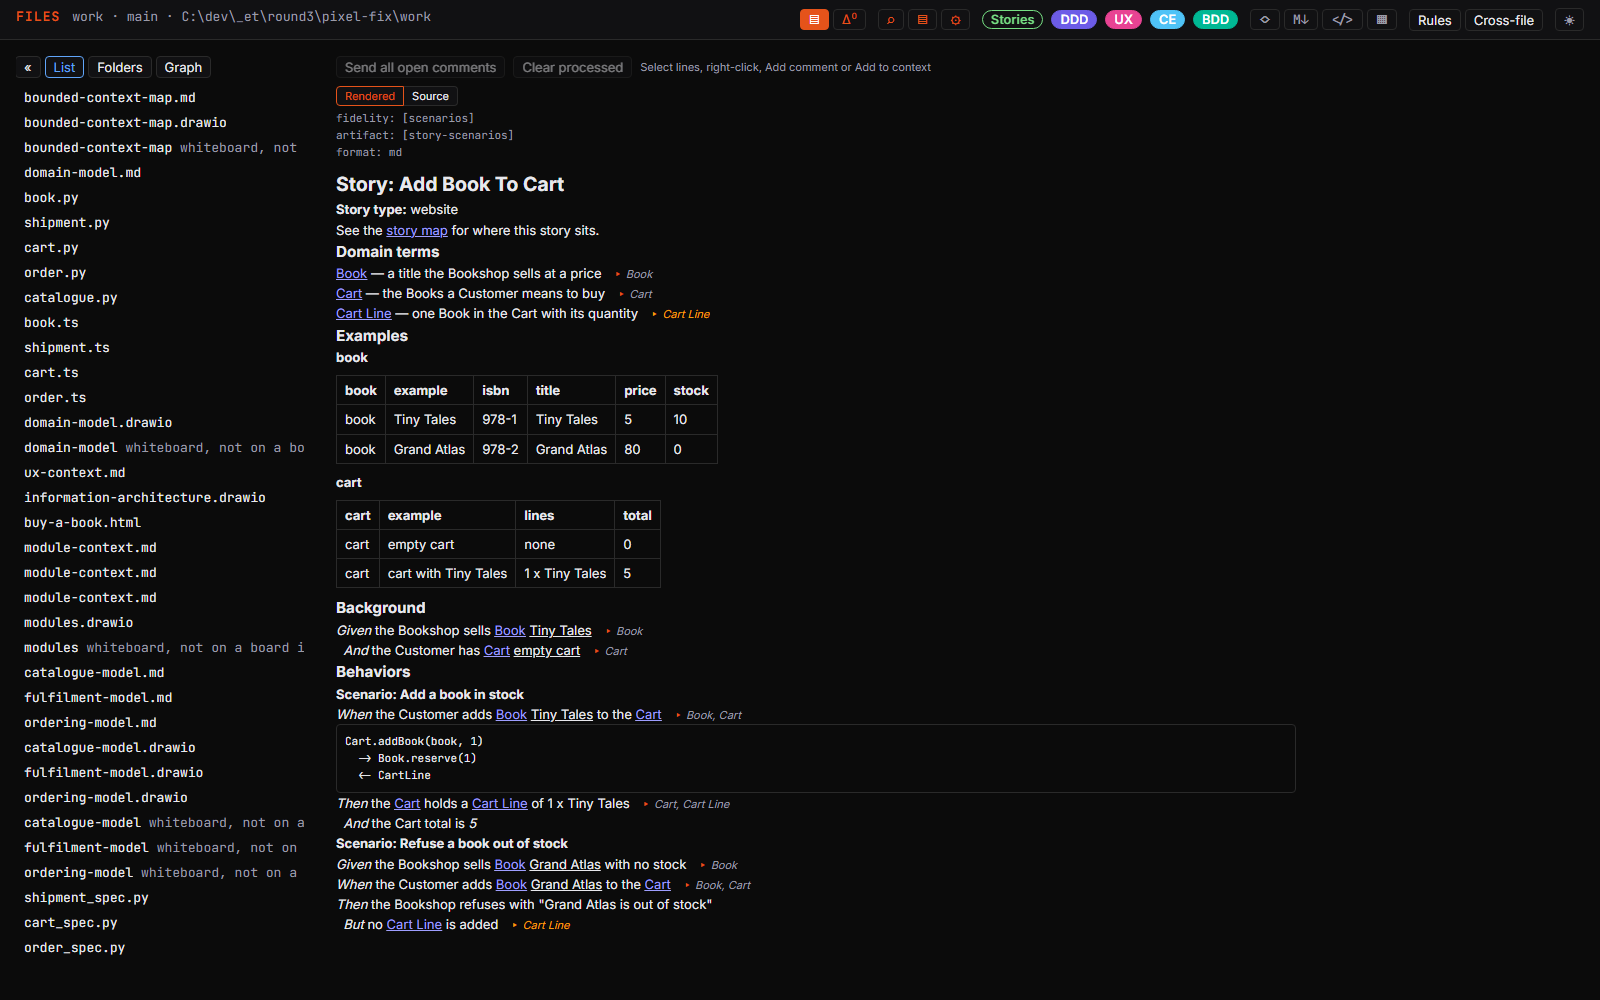 FILES work · main · C:\dev\_et\round3\pixel-fix\work
Stories DDD UX CE BDD M↓ </> Rules Cross-file
« List Folders Graph
Send all open comments Clear processed Select lines, right-click, Add comment or Add to context
Rendered Source
bounded-context-map.md
bounded-context-map.drawio
bounded-context-map whiteboard, not
domain-model.md
book.py
shipment.py
cart.py
order.py
catalogue.py
book.ts
shipment.ts
cart.ts
order.ts
domain-model.drawio
domain-model whiteboard, not on a bo
ux-context.md
information-architecture.drawio
buy-a-book.html
module-context.md
module-context.md
module-context.md
modules.drawio
modules whiteboard, not on a board i
catalogue-model.md
fulfilment-model.md
ordering-model.md
catalogue-model.drawio
fulfilment-model.drawio
ordering-model.drawio
catalogue-model whiteboard, not on a
fulfilment-model whiteboard, not on
ordering-model whiteboard, not on a
shipment_spec.py
cart_spec.py
order_spec.py
fidelity: [scenarios]
artifact: [story-scenarios]
format: md
Story: Add Book To Cart
Story type: website
See the story map for where this story sits.
Domain terms
Book — a title the Bookshop sells at a price ‣ Book
Cart — the Books a Customer means to buy ‣ Cart
Cart Line — one Book in the Cart with its quantity ‣ Cart Line
Examples
book
book example isbn title price stock
book Tiny Tales 978-1 Tiny Tales 5 10
book Grand Atlas 978-2 Grand Atlas 80 0
cart
cart example lines total
cart empty cart none 0
cart cart with Tiny Tales 1 x Tiny Tales 5
Background
Given the Bookshop sells Book Tiny Tales ‣ Book
And the Customer has Cart empty cart ‣ Cart
Behaviors
Scenario: Add a book in stock
When the Customer adds Book Tiny Tales to the Cart ‣ Book, Cart
Cart.addBook(book, 1)
-> Book.reserve(1)
<- CartLine
Then the Cart holds a Cart Line of 1 x Tiny Tales ‣ Cart, Cart Line
And the Cart total is 5
Scenario: Refuse a book out of stock
Given the Bookshop sells Book Grand Atlas with no stock ‣ Book
When the Customer adds Book Grand Atlas to the Cart ‣ Book, Cart
Then the Bookshop refuses with "Grand Atlas is out of stock"
But no Cart Line is added ‣ Cart Line